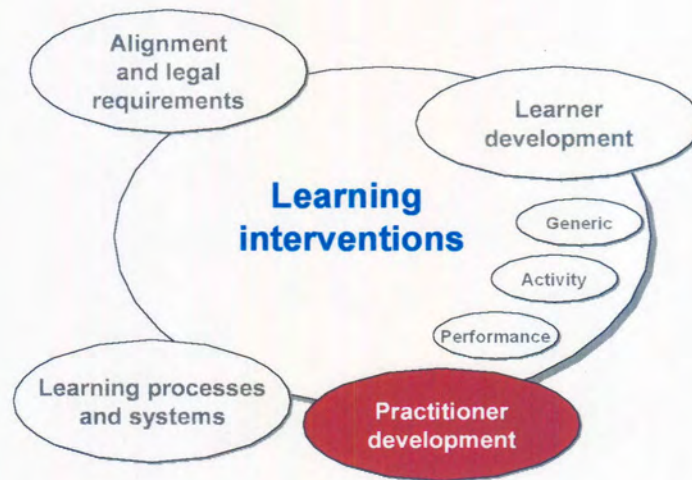 Alignment
and legal
requirements
Learner
development
Learning
interventions
Generic
Activity
Performance
Learning processes
and systems
Practitioner
development